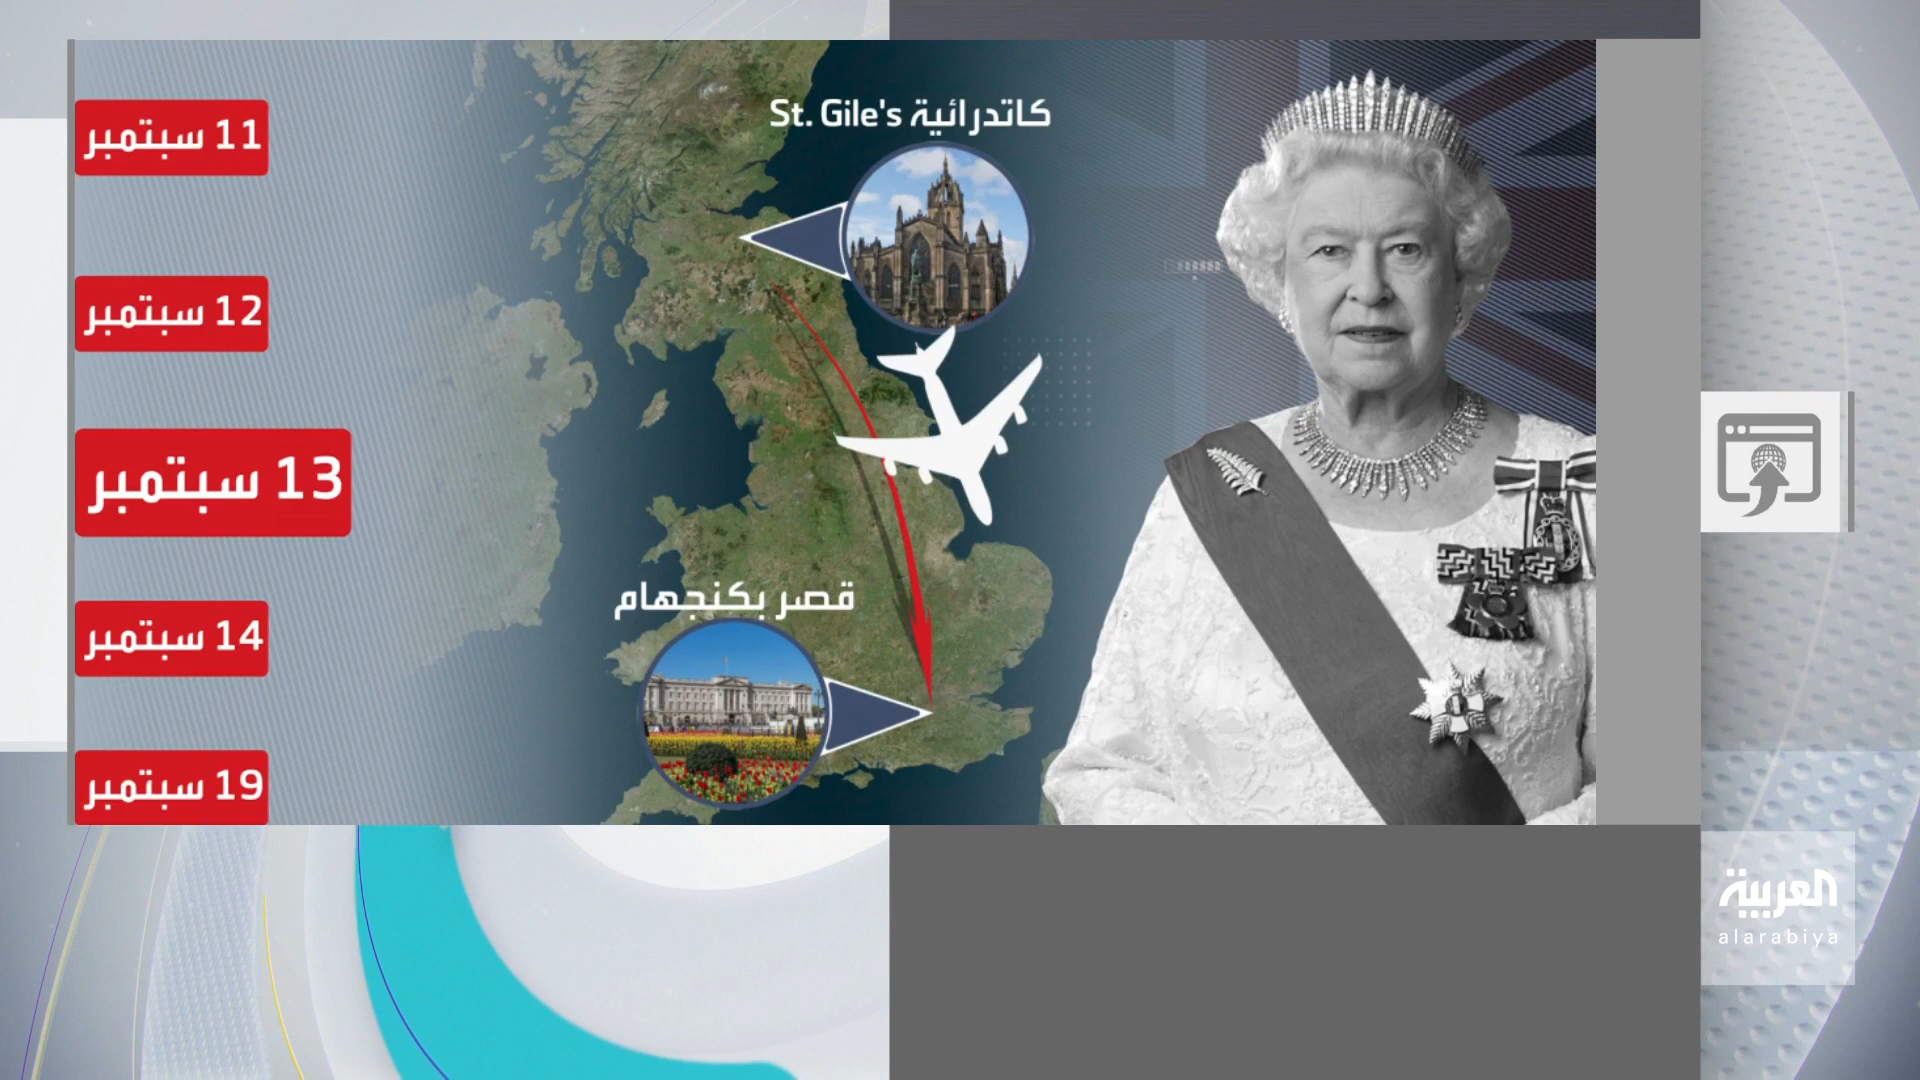 11 سبتمبر
12 سبتمبر
13 سبتمبر
14 سبتمبر
19 سبتمبر
كاتدرائية St. Gile's
قصر بكنجهام
العربية
alarabiya